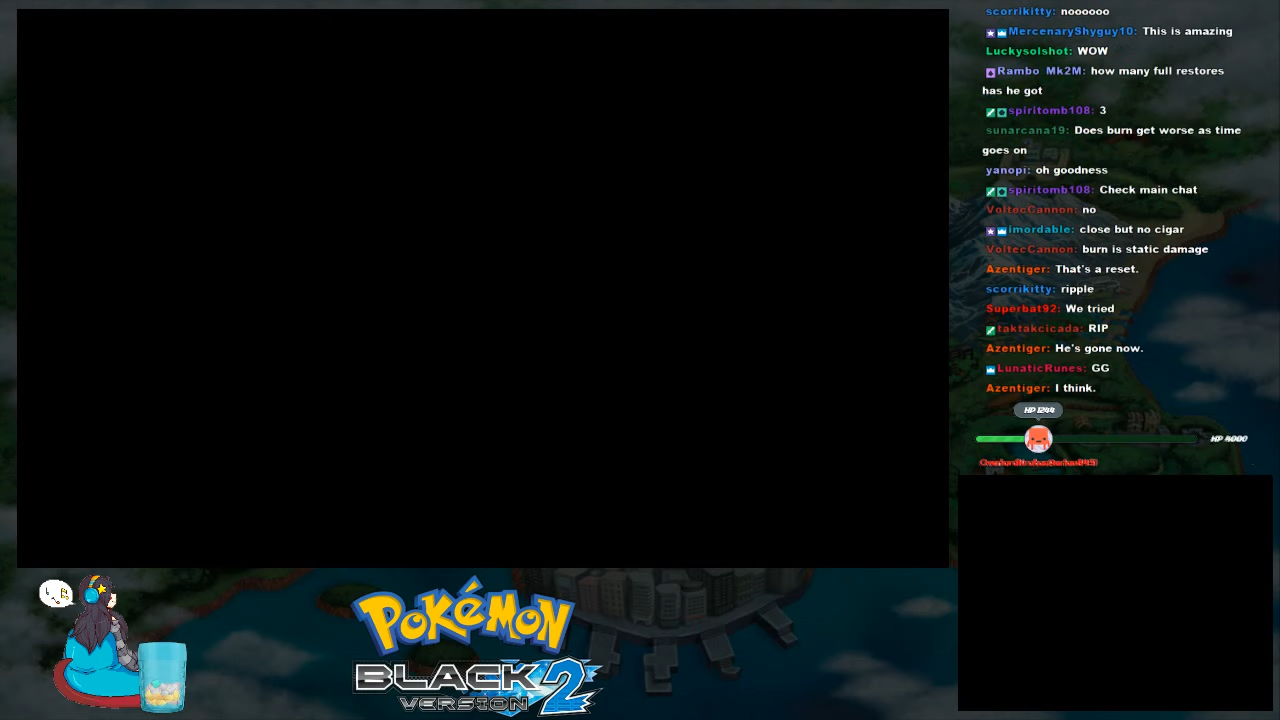 scorrikitty: noooooo
MercenaryShyguy10: This is amazing
Luckysolshot: WOW
Rambo Mk2M: how many full restores
has he got
spiritomb108: 3
sunarcana19: Does burn get worse as time
goes on
yanopi: oh goodness
spiritomb108: Check main chat
VoltecCannon: no
imordable: close but no cigar
VoltecCannon: burn is static damage
Azentiger: That's a reset.
scorrikitty: ripple
Superbat92: We tried
taktakcicada: RIP
Azentiger: He's gone now.
LunaticRunes: GG
Azentiger: I think.
HP 1244
HP 4000
POKéMON
BLACK 2
VERSION